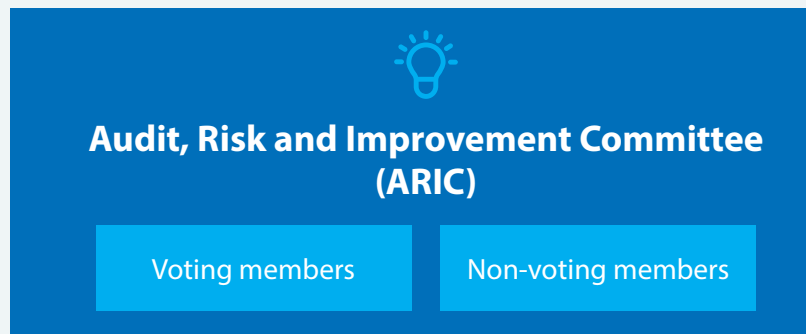 Audit, Risk and Improvement Committee
(ARIC)
Voting members
Non-voting members